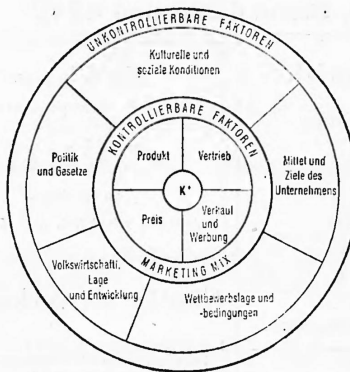 UNKONTROLLIERBARE FAKTOREN
Kulturelle und
soziale Konditionen
KONTROLLIERBARE FAKTOREN
Politik
und Gesetze
Produkt
Vertrieb
Mittel und
Ziele des
Unternehmens
K*
Preis
Verkauf
und
Werbung
MARKETING MIX
Volkswirtschaftl.
Lage
und Entwicklung
Wettbewerbslage und
-bedingungen